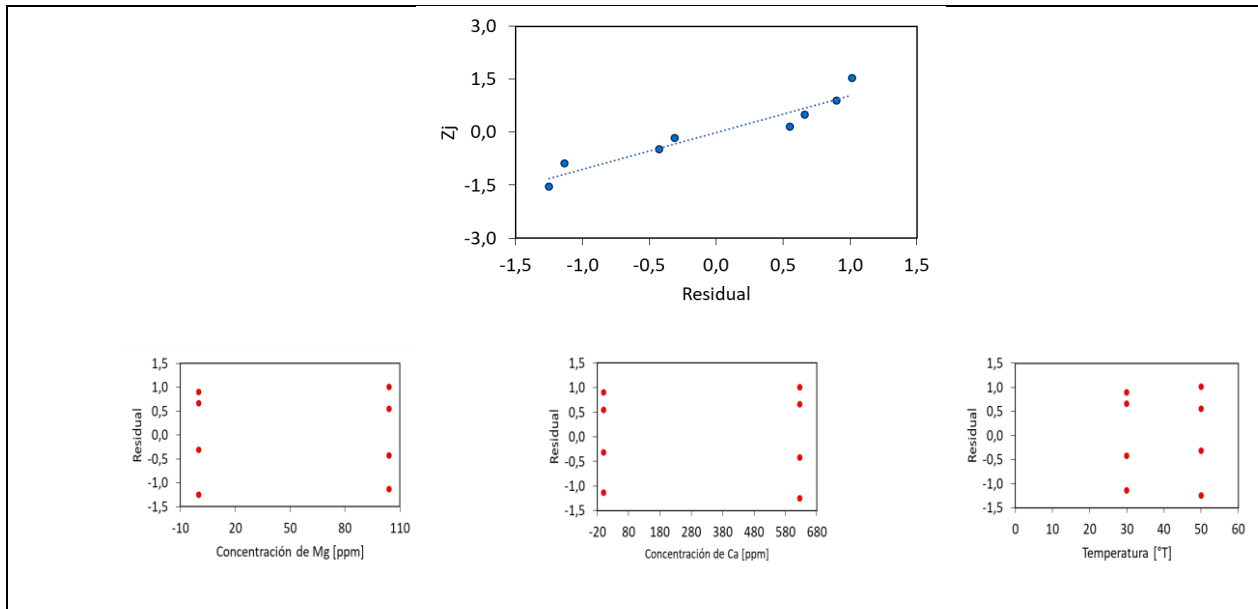 3,0
1,5
0,0
-1,5
-3,0
Zj
-1,5 -1,0 -0,5 0,0 0,5 1,0 1,5
Residual
1,5
1,0
0,5
0,0
-0,5
-1,0
-1,5
Residual
-10 20 50 80 110
Concentración de Mg [ppm]
1,5
1,0
0,5
0,0
-0,5
-1,0
-1,5
Residual
-20 80 180 280 380 480 580 680
Concentración de Ca [ppm]
1,5
1,0
0,5
0,0
-0,5
-1,0
-1,5
Residual
0 10 20 30 40 50 60
Temperatura [°T]